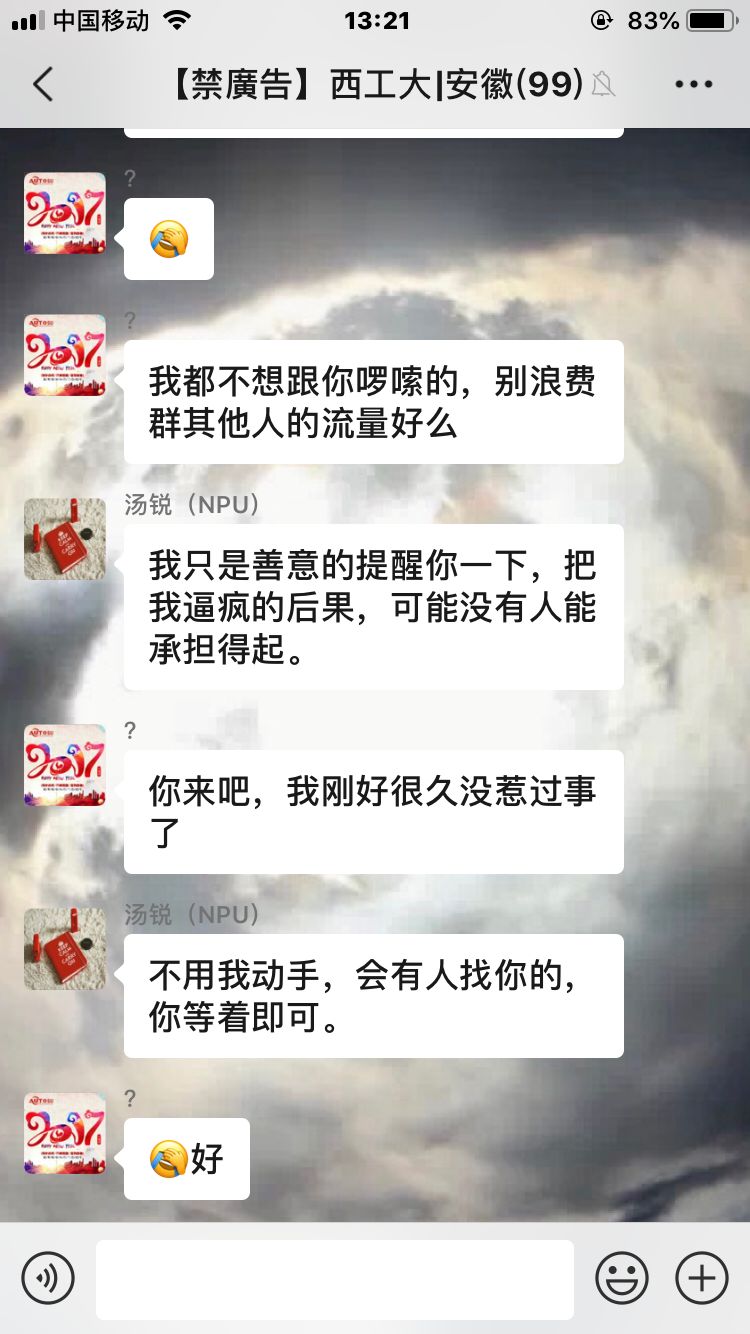 中国移动
13:21
83%
【禁廣告】西工大|安徽(99)
?
?
我都不想跟你啰嗦的，别浪费
群其他人的流量好么
汤锐（NPU）
我只是善意的提醒你一下，把
我逼疯的后果，可能没有人能
承担得起。
?
你来吧，我刚好很久没惹过事
了
汤锐（NPU）
不用我动手，会有人找你的，
你等着即可。
?
好